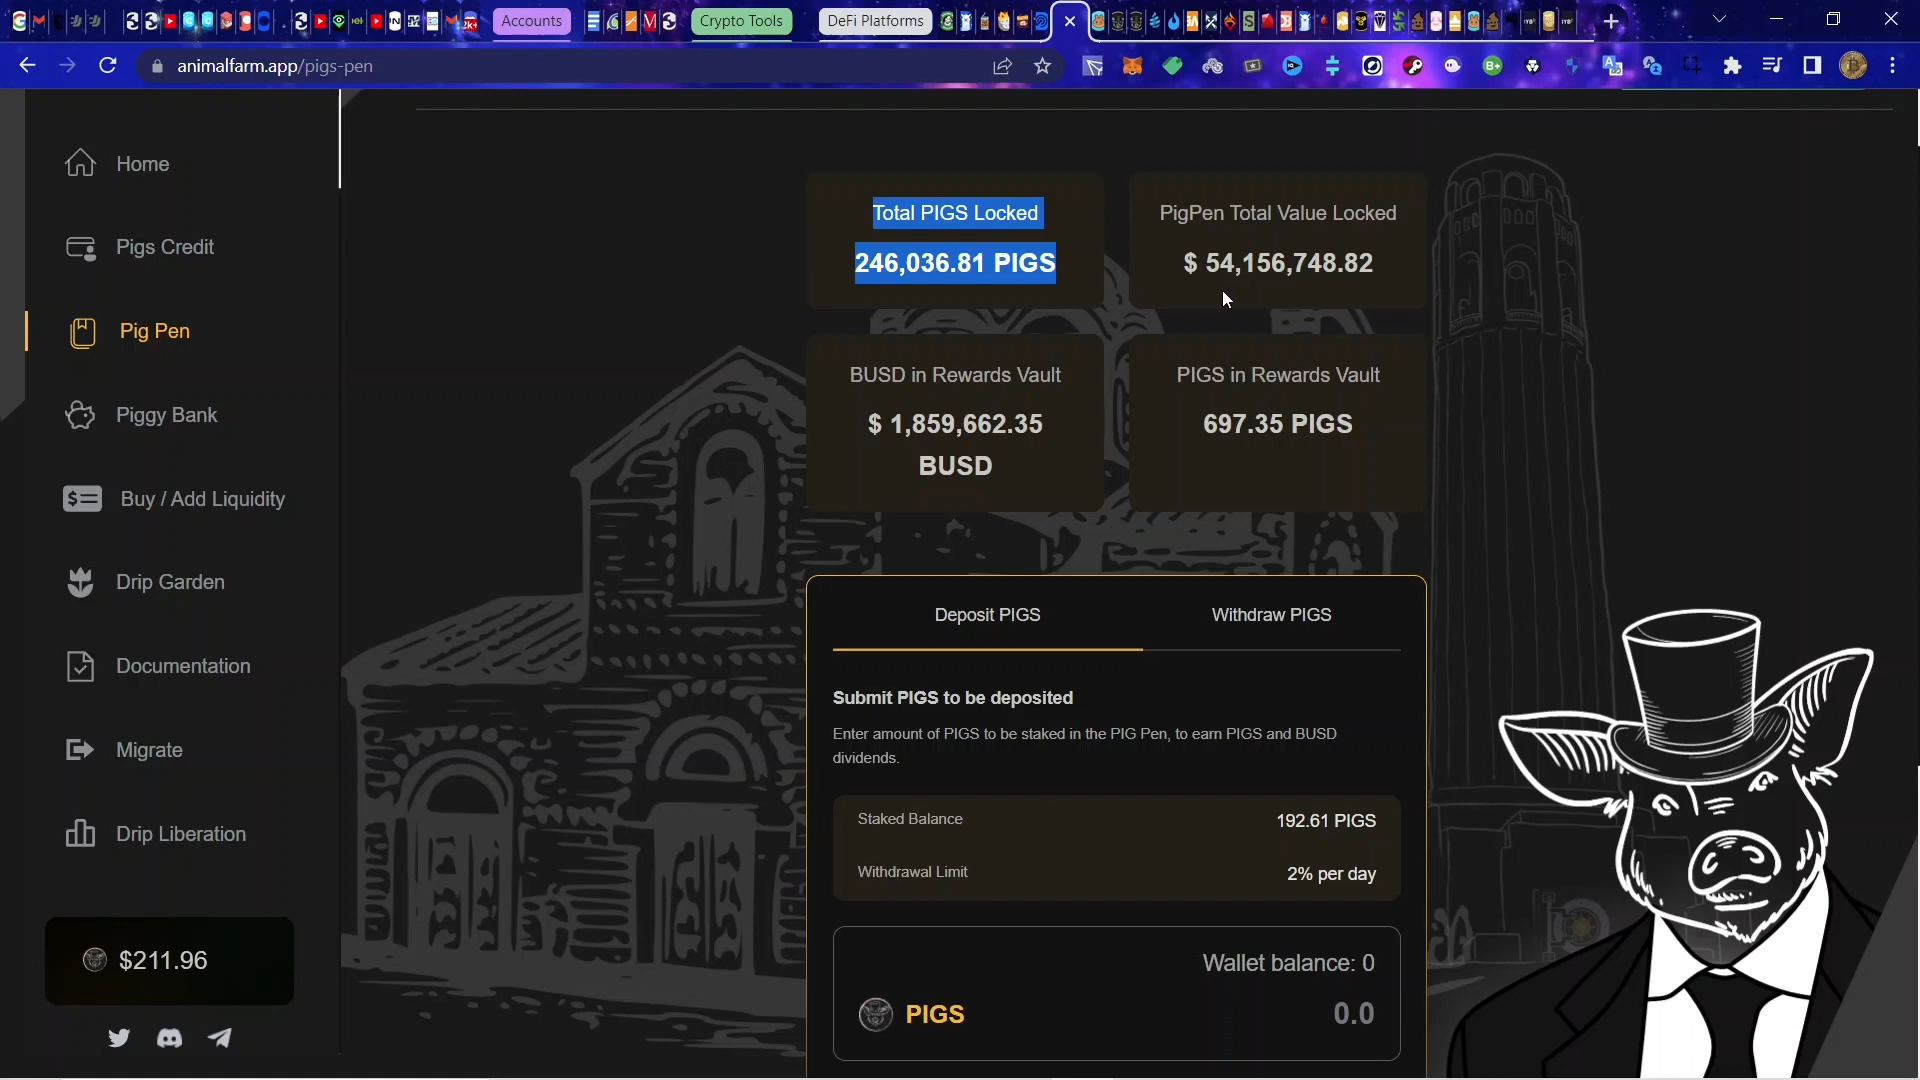 Accounts
Crypto Tools
DeFi Platforms
animalfarm.app/pigs-pen
Home
Pigs Credit
Pig Pen
Piggy Bank
Buy / Add Liquidity
Drip Garden
Documentation
Migrate
Drip Liberation
$211.96
Total PIGS Locked
246,036.81 PIGS
PigPen Total Value Locked
$ 54,156,748.82
BUSD in Rewards Vault
$ 1,859,662.35
BUSD
PIGS in Rewards Vault
697.35 PIGS
Deposit PIGS
Withdraw PIGS
Submit PIGS to be deposited
Enter amount of PIGS to be staked in the PIG Pen, to earn PIGS and BUSD
dividends.
Staked Balance
192.61 PIGS
Withdrawal Limit
2% per day
Wallet balance: 0
PIGS
0.0